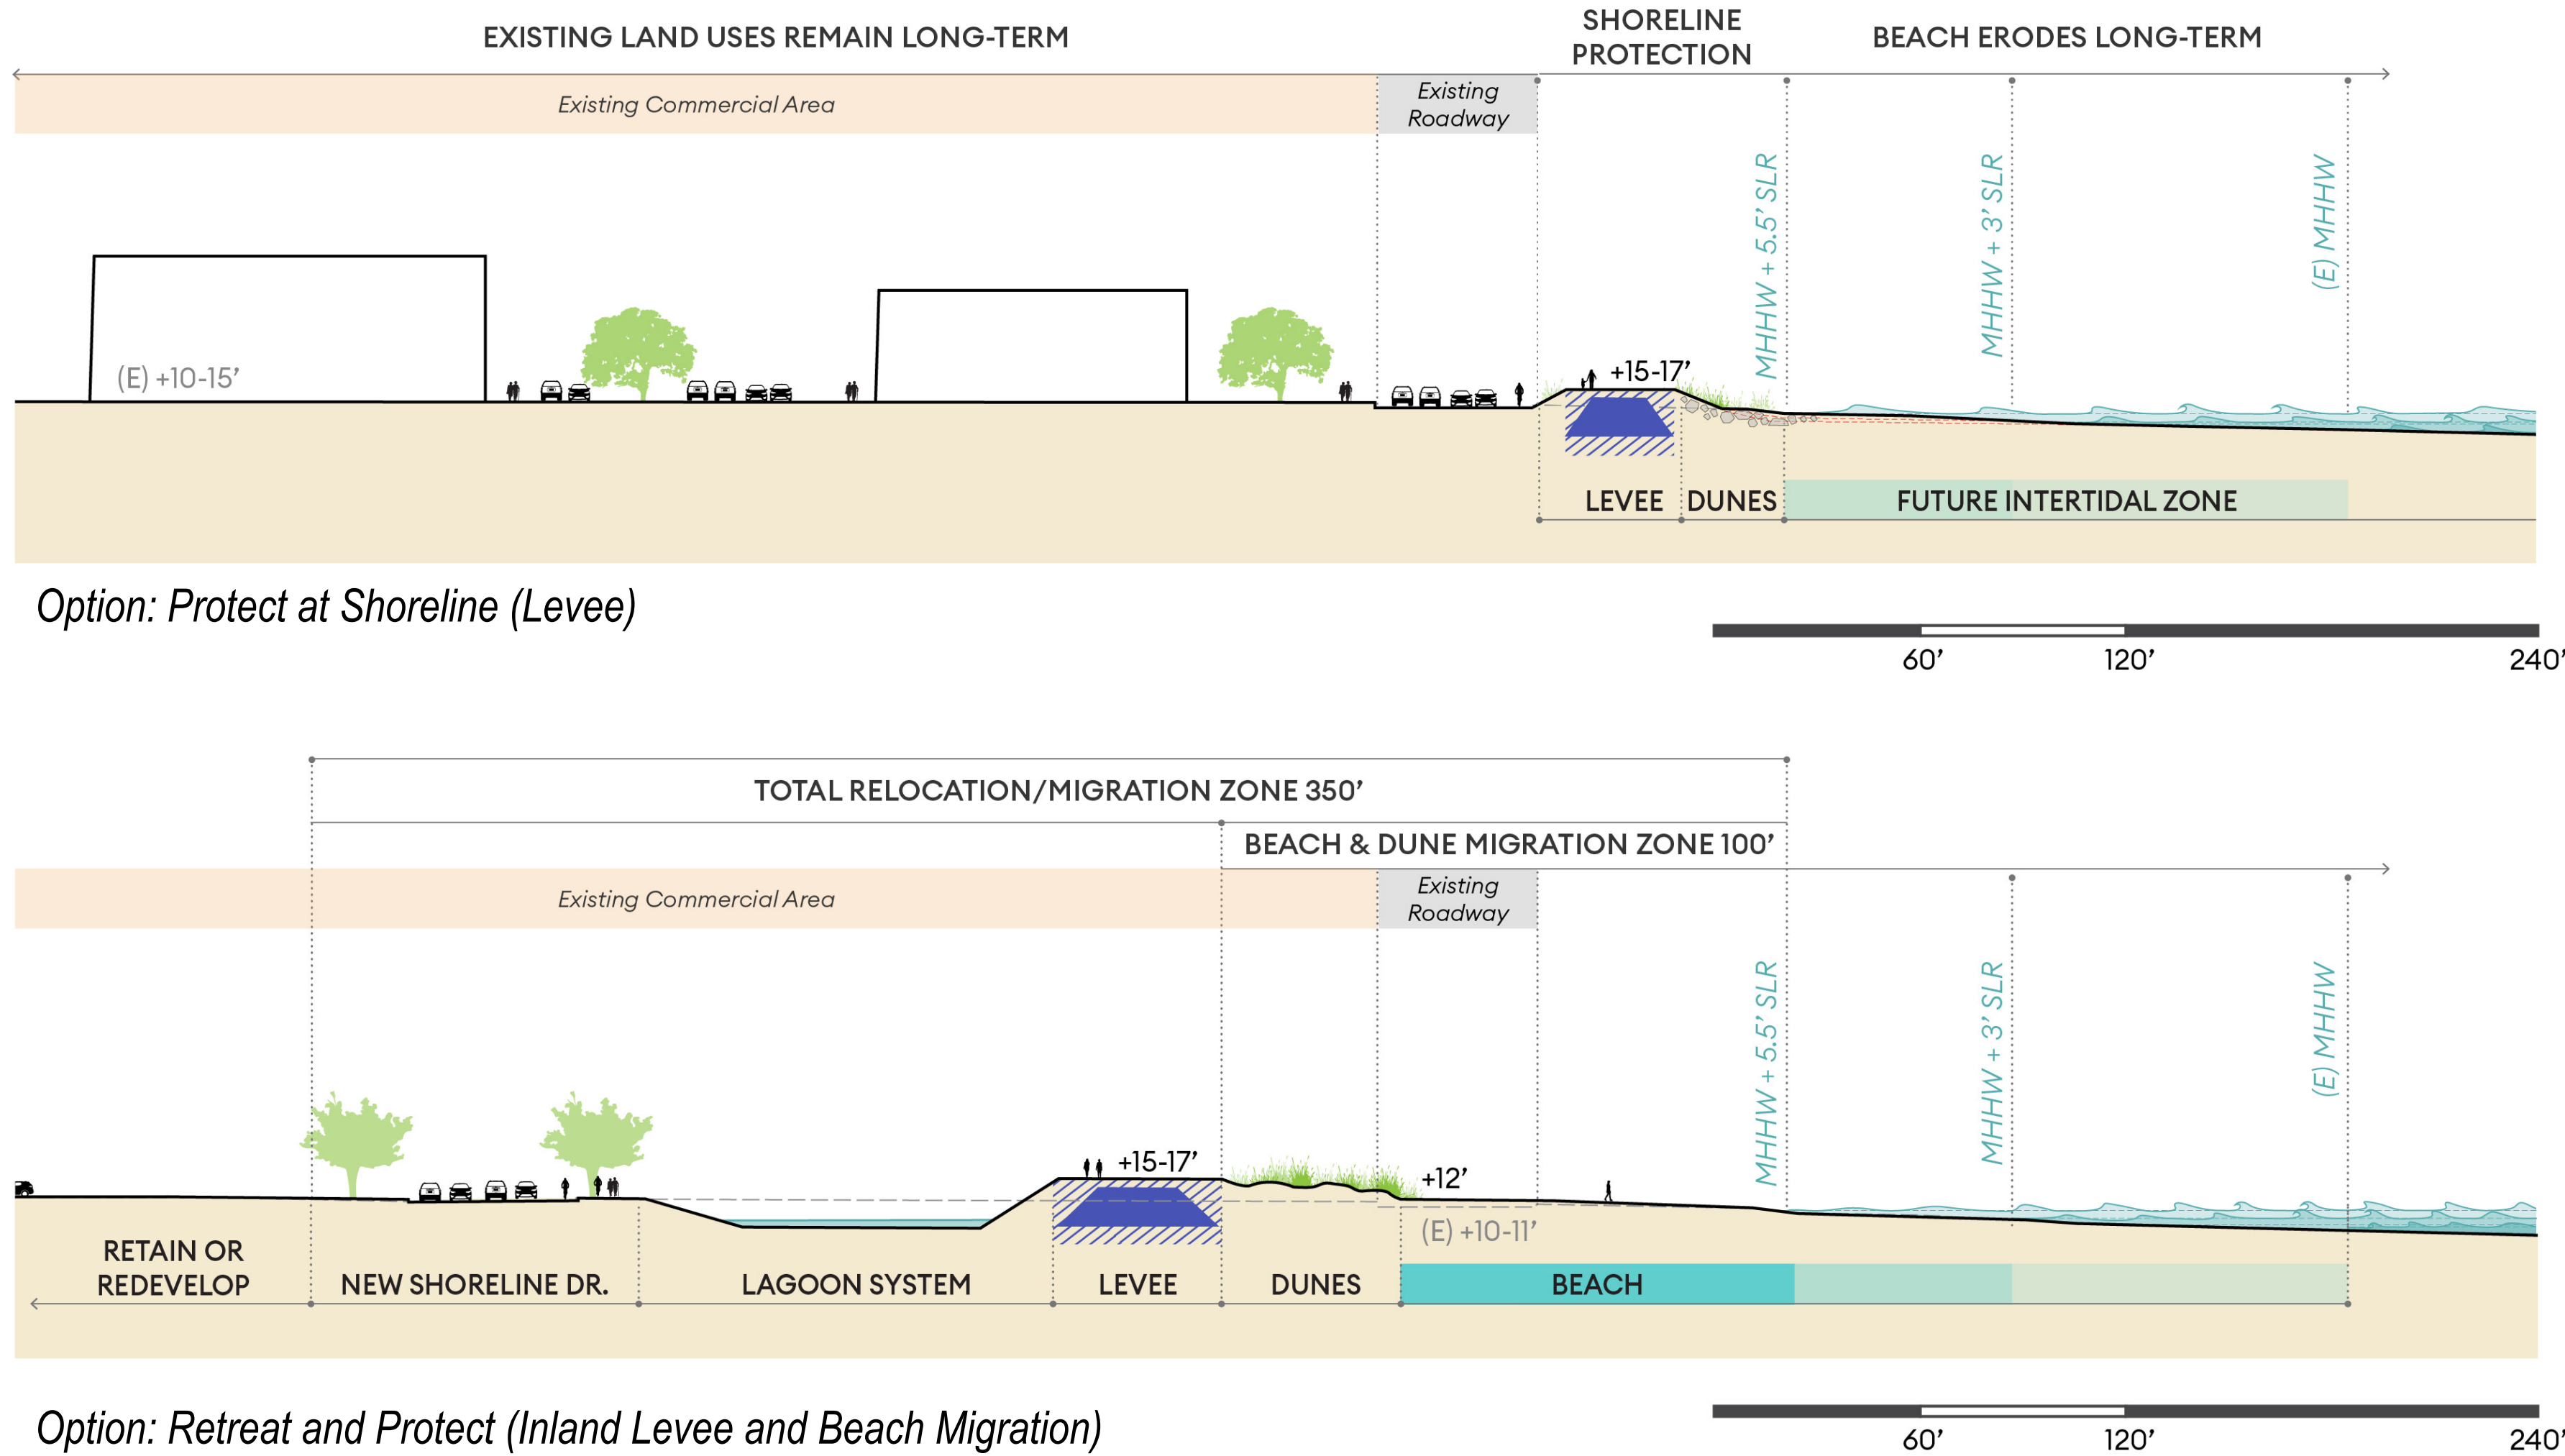 EXISTING LAND USES REMAIN LONG-TERM
SHORELINE
PROTECTION
BEACH ERODES LONG-TERM
Existing Commercial Area
Existing
Roadway
MHHW + 5.5’ SLR
MHHW + 3’ SLR
(E) MHHW
(E) +10-15’
+15-17’
LEVEE
DUNES
FUTURE INTERTIDAL ZONE
Option: Protect at Shoreline (Levee)
60’
120’
240’
TOTAL RELOCATION/MIGRATION ZONE 350’
BEACH & DUNE MIGRATION ZONE 100’
Existing Commercial Area
Existing
Roadway
MHHW + 5.5’ SLR
MHHW + 3’ SLR
(E) MHHW
+15-17’
+12’
(E) +10-11’
RETAIN OR
REDEVELOP
NEW SHORELINE DR.
LAGOON SYSTEM
LEVEE
DUNES
BEACH
Option: Retreat and Protect (Inland Levee and Beach Migration)
60’
120’
240’